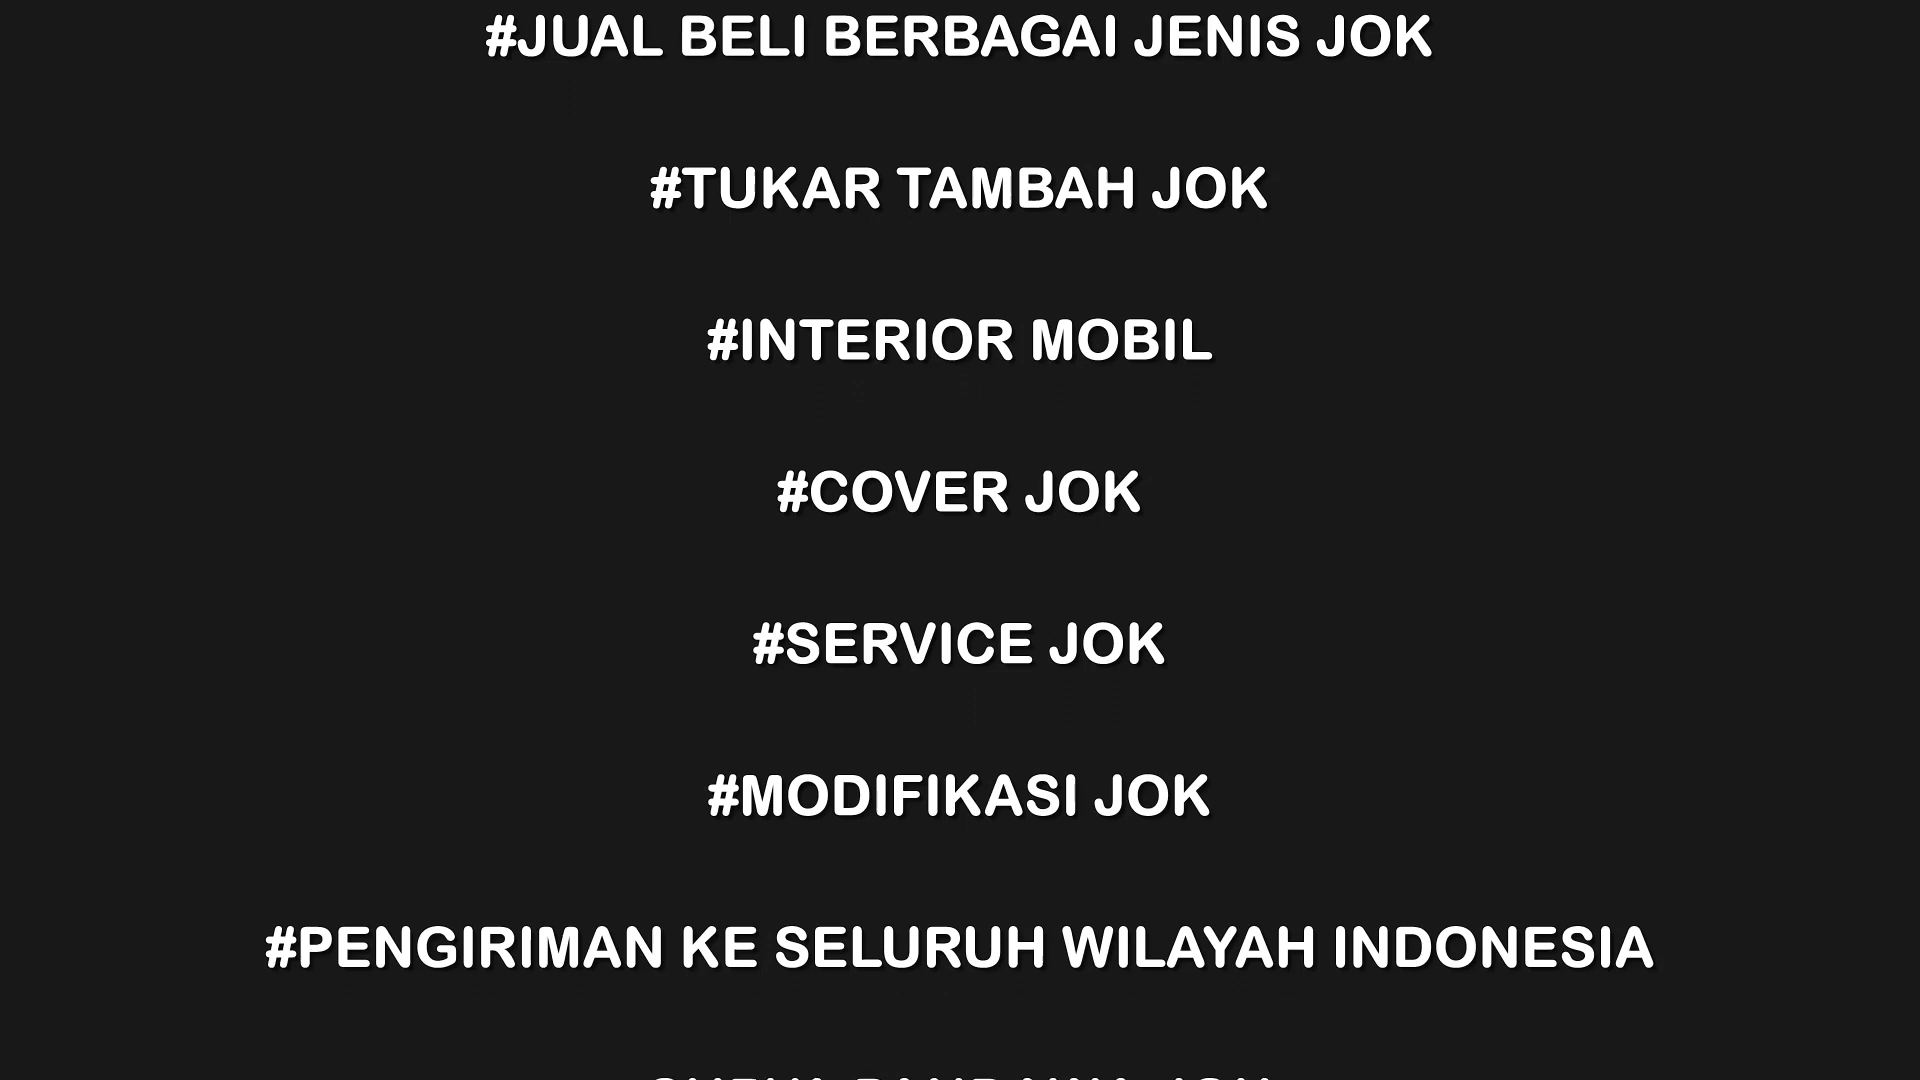 #JUAL BELI BERBAGAI JENIS JOK
#TUKAR TAMBAH JOK
#INTERIOR MOBIL
#COVER JOK
#SERVICE JOK
#MODIFIKASI JOK
#PENGIRIMAN KE SELURUH WILAYAH INDONESIA